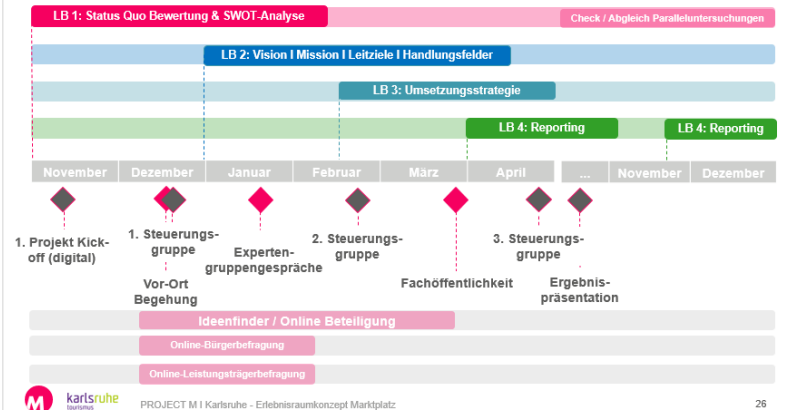 LB 1: Status Quo Bewertung & SWOT-Analyse
Check / Abgleich Paralleluntersuchungen
LB 2: Vision I Mission I Leitziele I Handlungsfelder
LB 3: Umsetzungsstrategie
LB 4: Reporting
LB 4: Reporting
November
Dezember
Januar
Februar
März
April
...
November
Dezember
1. Projekt Kick-
off (digital)
1. Steuerungs-
gruppe
Vor-Ort
Begehung
Experten-
gruppengespräche
2. Steuerungs-
gruppe
Fachöffentlichkeit
3. Steuerungs-
gruppe
Ergebnis-
präsentation
Ideenfinder / Online Beteiligung
Online-Bürgerbefragung
Online-Leistungsträgerbefragung
M
karlsruhe
tourismus
PROJECT M I Karlsruhe - Erlebnisraumkonzept Marktplatz
26